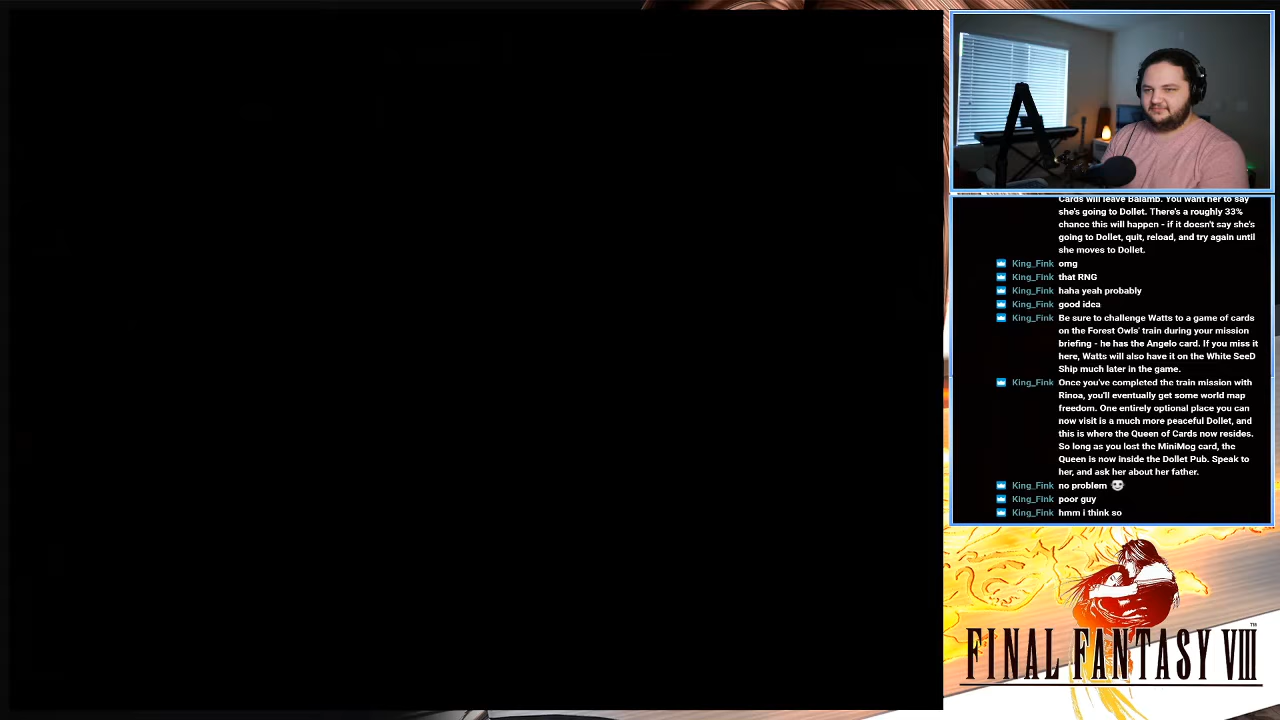 Cards will leave Balamb. You want her to say
she's going to Dollet. There's a roughly 33%
chance this will happen - if it doesn't say she's
going to Dollet, quit, reload, and try again until
she moves to Dollet.
King_Fink omg
King_Fink that RNG
King_Fink haha yeah probably
King_Fink good idea
King_Fink Be sure to challenge Watts to a game of cards
on the Forest Owls' train during your mission
briefing - he has the Angelo card. If you miss it
here, Watts will also have it on the White SeeD
Ship much later in the game.
King_Fink Once you've completed the train mission with
Rinoa, you'll eventually get some world map
freedom. One entirely optional place you can
now visit is a much more peaceful Dollet, and
this is where the Queen of Cards now resides.
So long as you lost the MiniMog card, the
Queen is now inside the Dollet Pub. Speak to
her, and ask her about her father.
King_Fink no problem
King_Fink poor guy
King_Fink hmm i think so
FINAL FANTASY VIII™